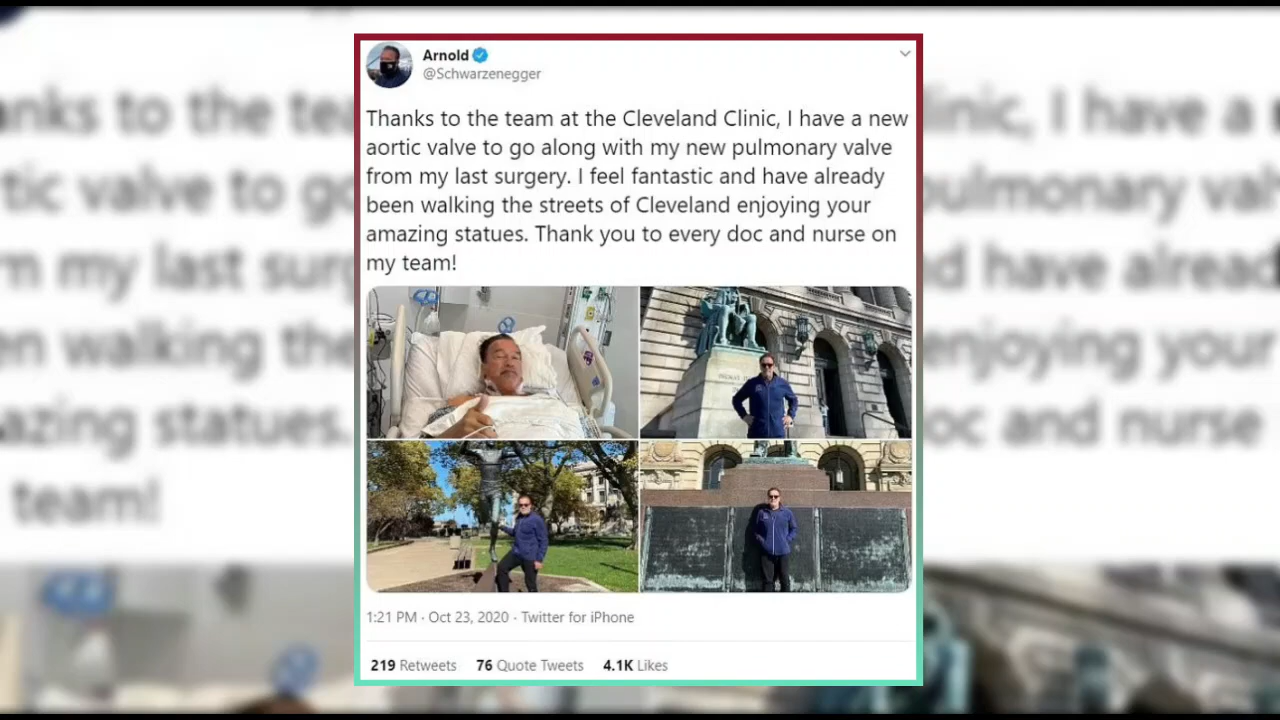 Arnold
@Schwarzenegger
Thanks to the team at the Cleveland Clinic, I have a new
aortic valve to go along with my new pulmonary valve
from my last surgery. I feel fantastic and have already
been walking the streets of Cleveland enjoying your
amazing statues. Thank you to every doc and nurse on
my team!
1:21 PM · Oct 23, 2020 · Twitter for iPhone
219 Retweets 76 Quote Tweets 4.1K Likes